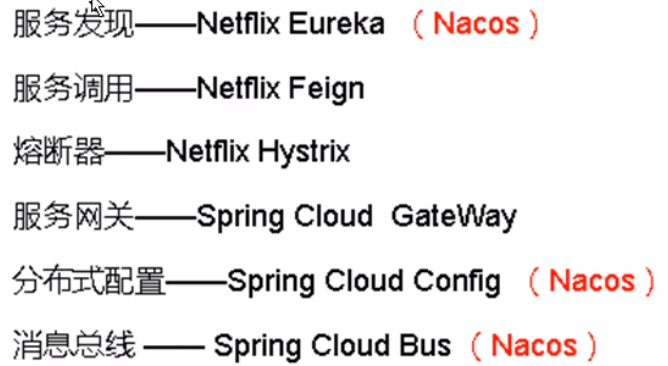 服务发现——Netflix Eureka （Nacos）
服务调用——Netflix Feign
熔断器——Netflix Hystrix
服务网关——Spring Cloud GateWay
分布式配置——Spring Cloud Config （Nacos）
消息总线 —— Spring Cloud Bus（Nacos）